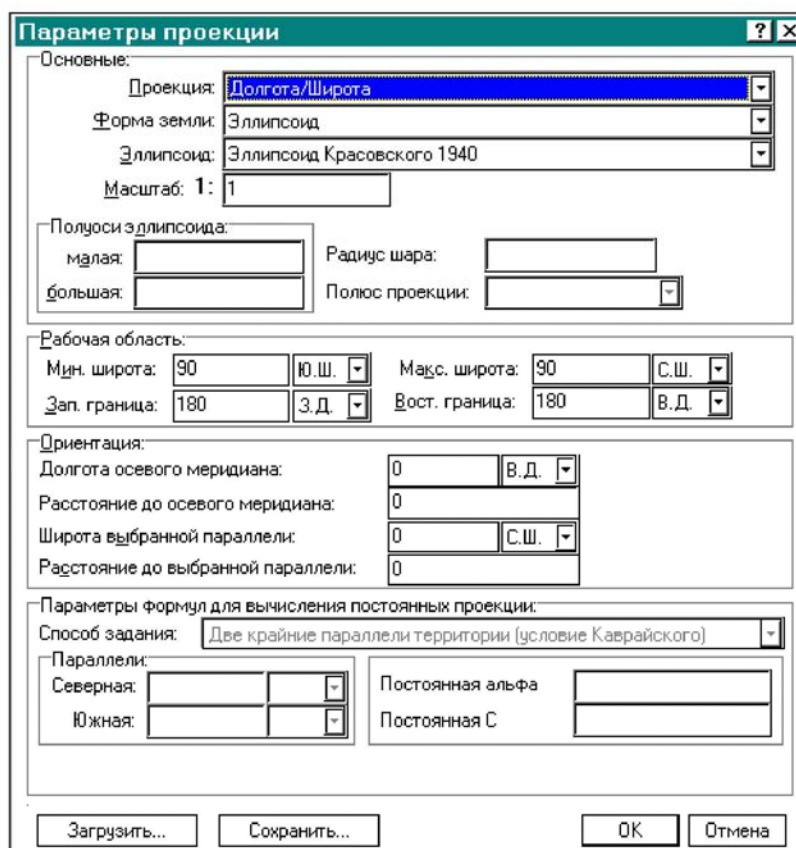 Параметры проекции
Основные:
Проекция: Долгота/Широта
Форма земли: Эллипсоид
Эллипсоид: Эллипсоид Красовского 1940
Масштаб: 1: 1
Полуоси эллипсоида:
малая: Радиус шара:
большая: Полюс проекции:
Рабочая область:
Мин. широта: 90 Ю.Ш. Макс. широта: 90 С.Ш.
Зап. граница: 180 З.Д. Вост. граница: 180 В.Д.
Ориентация:
Долгота осевого меридиана: 0 В.Д.
Расстояние до осевого меридиана: 0
Широта выбранной параллели: 0 С.Ш.
Расстояние до выбранной параллели: 0
Параметры формул для вычисления постоянных проекции:
Способ задания: Две крайние параллели территории (условие Каврайского)
Параллели:
Северная: Постоянная альфа
Южная: Постоянная С
Загрузить... Сохранить... OK Отмена